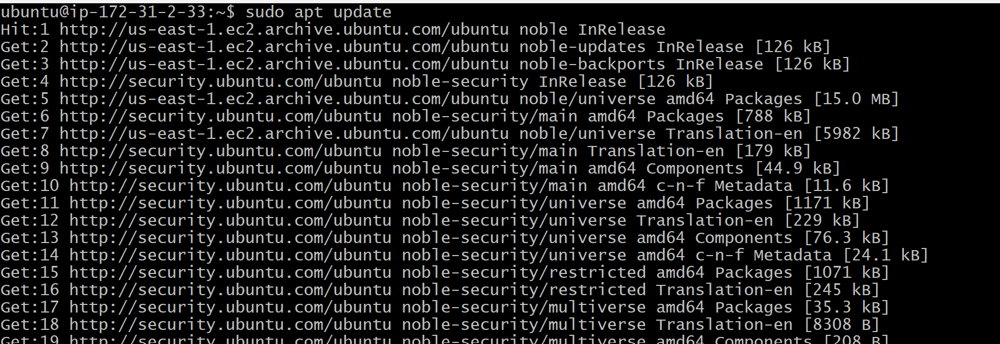 ubuntu@ip-172-31-2-33:~$ sudo apt update
Hit:1 http://us-east-1.ec2.archive.ubuntu.com/ubuntu noble InRelease
Get:2 http://us-east-1.ec2.archive.ubuntu.com/ubuntu noble-updates InRelease [126 kB]
Get:3 http://us-east-1.ec2.archive.ubuntu.com/ubuntu noble-backports InRelease [126 kB]
Get:4 http://security.ubuntu.com/ubuntu noble-security InRelease [126 kB]
Get:5 http://us-east-1.ec2.archive.ubuntu.com/ubuntu noble/universe amd64 Packages [15.0 MB]
Get:6 http://security.ubuntu.com/ubuntu noble-security/main amd64 Packages [788 kB]
Get:7 http://us-east-1.ec2.archive.ubuntu.com/ubuntu noble/universe Translation-en [5982 kB]
Get:8 http://security.ubuntu.com/ubuntu noble-security/main Translation-en [179 kB]
Get:9 http://security.ubuntu.com/ubuntu noble-security/main amd64 Components [44.9 kB]
Get:10 http://security.ubuntu.com/ubuntu noble-security/main amd64 c-n-f Metadata [11.6 kB]
Get:11 http://security.ubuntu.com/ubuntu noble-security/universe amd64 Packages [1171 kB]
Get:12 http://security.ubuntu.com/ubuntu noble-security/universe Translation-en [229 kB]
Get:13 http://security.ubuntu.com/ubuntu noble-security/universe amd64 Components [76.3 kB]
Get:14 http://security.ubuntu.com/ubuntu noble-security/universe amd64 c-n-f Metadata [24.1 kB]
Get:15 http://security.ubuntu.com/ubuntu noble-security/restricted amd64 Packages [1071 kB]
Get:16 http://security.ubuntu.com/ubuntu noble-security/restricted Translation-en [245 kB]
Get:17 http://security.ubuntu.com/ubuntu noble-security/multiverse amd64 Packages [35.3 kB]
Get:18 http://security.ubuntu.com/ubuntu noble-security/multiverse Translation-en [8308 B]
Get:19 http://security.ubuntu.com/ubuntu noble-security/multiverse amd64 Components [208 B]